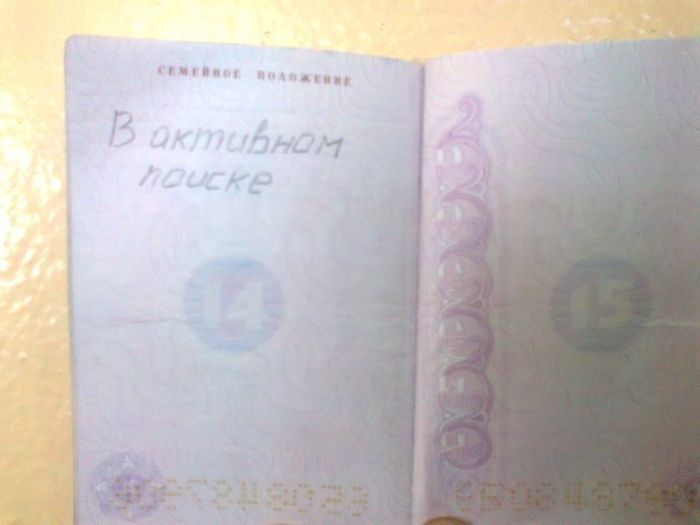 СЕМЕЙНОЕ ПОЛОЖЕНИЕ
В активном
поиске
14
15